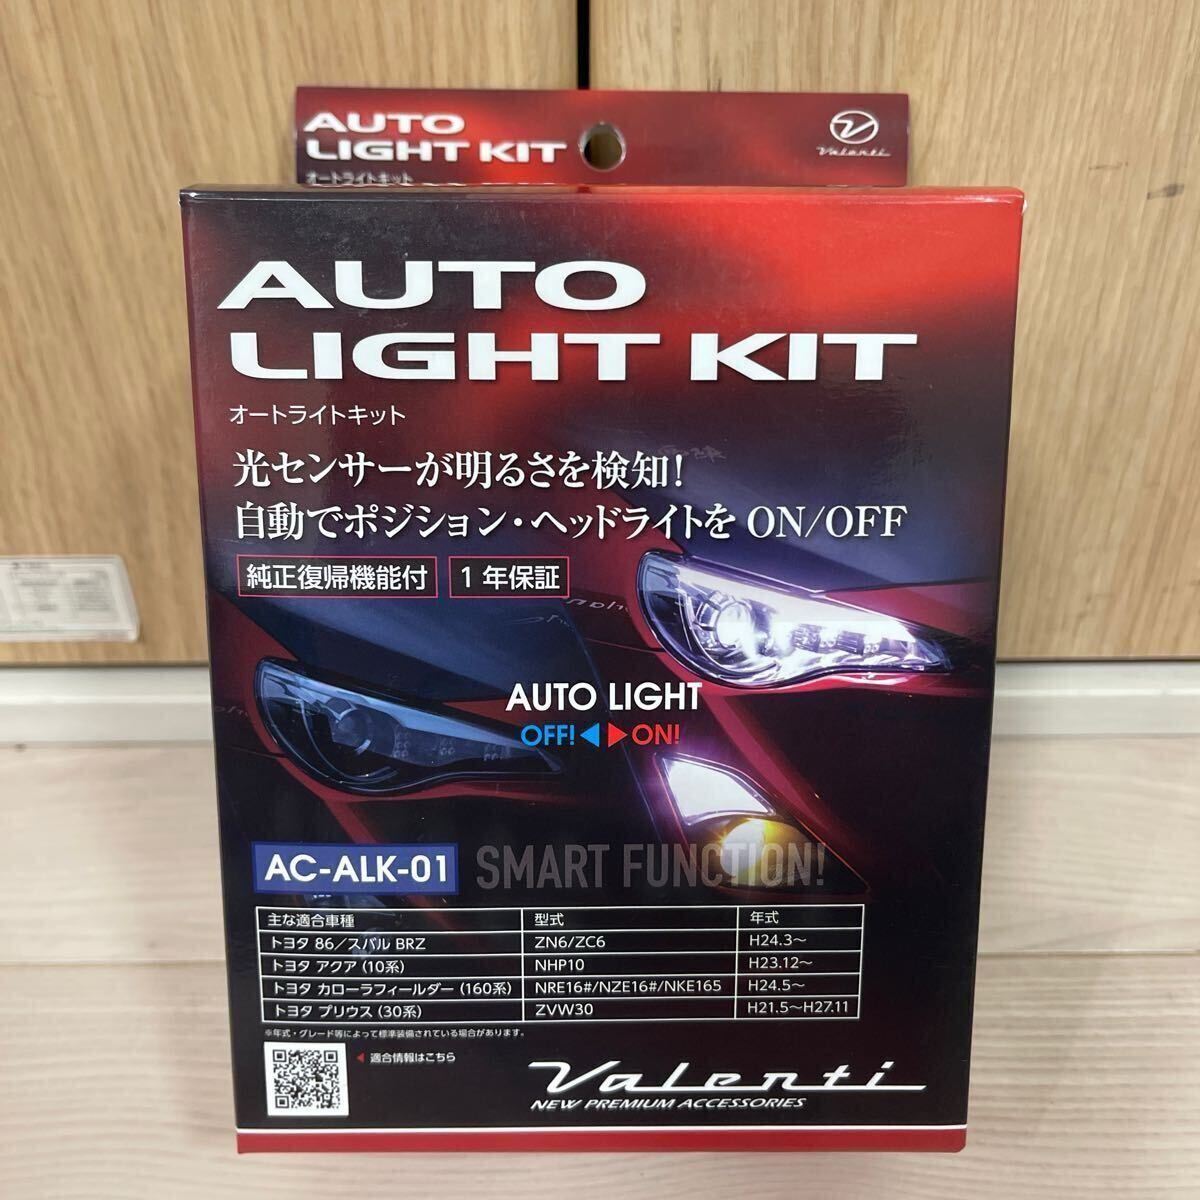 AUTO
LIGHT KIT
Valenti
オートライトキット
AUTO
LIGHT KIT
オートライトキット
光センサーが明るさを検知!
自動でポジション・ヘッドライトを ON/OFF
純正復帰機能付 1年保証
AUTO LIGHT
OFF!◀▶ON!
AC-ALK-01 SMART FUNCTION!
主な適合車種 型式 年式
トヨタ 86/スバル BRZ ZN6/ZC6 H24.3～
トヨタ アクア (10系) NHP10 H23.12～
トヨタ カローラフィールダー (160系) NRE16#/NZE16#/NKE165 H24.5～
トヨタ プリウス (30系) ZVW30 H21.5～H27.11
※年式・グレード等によって標準装備されている場合があります。
◀ 適合情報はこちら
Valenti
NEW PREMIUM ACCESSORIES